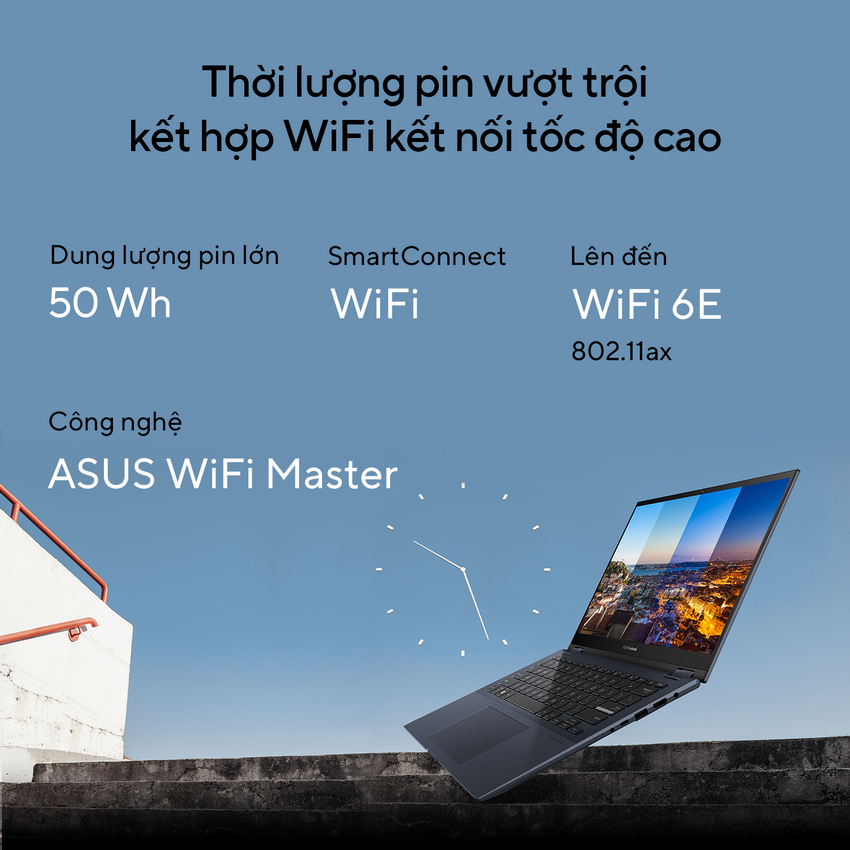 Thời lượng pin vượt trội
kết hợp WiFi kết nối tốc độ cao
Dung lượng pin lớn
50 Wh
SmartConnect
WiFi
Lên đến
WiFi 6E
802.11ax
Công nghệ
ASUS WiFi Master